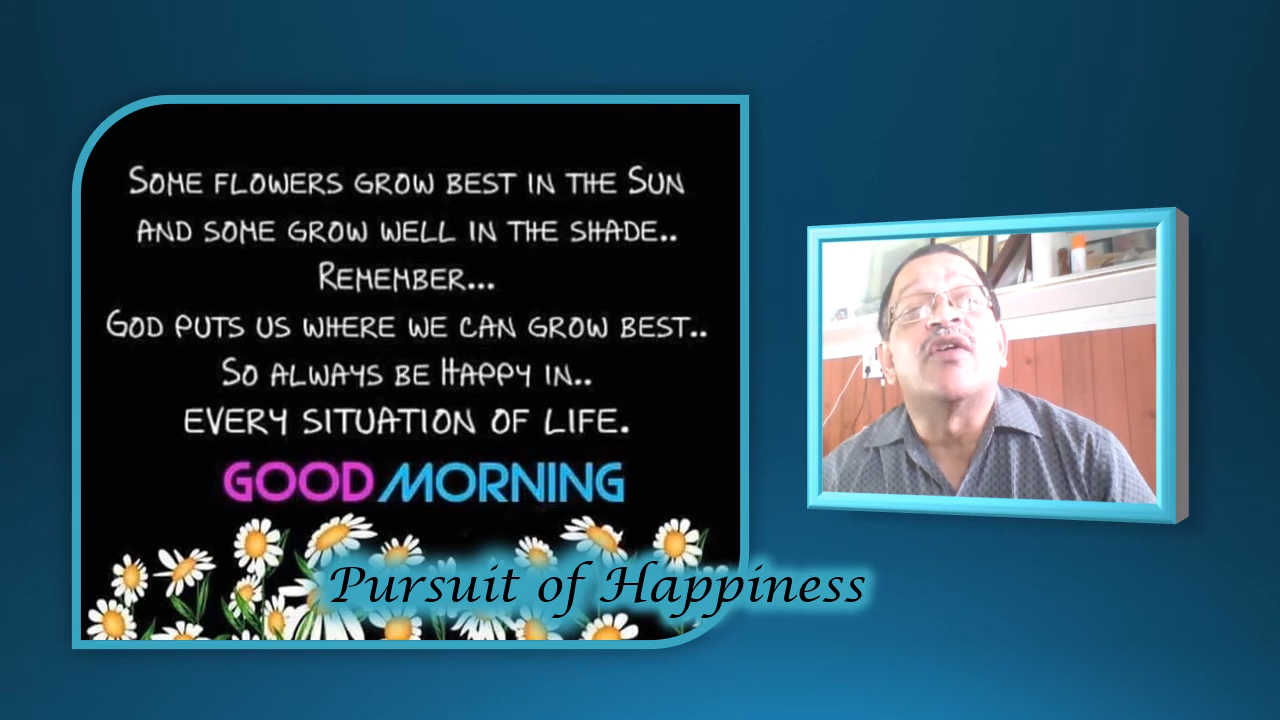 Some flowers grow best in the Sun
and some grow well in the shade..
Remember...
God puts us where we can grow best..
So always be Happy in..
every situation of life.
GOOD MORNING
Pursuit of Happiness